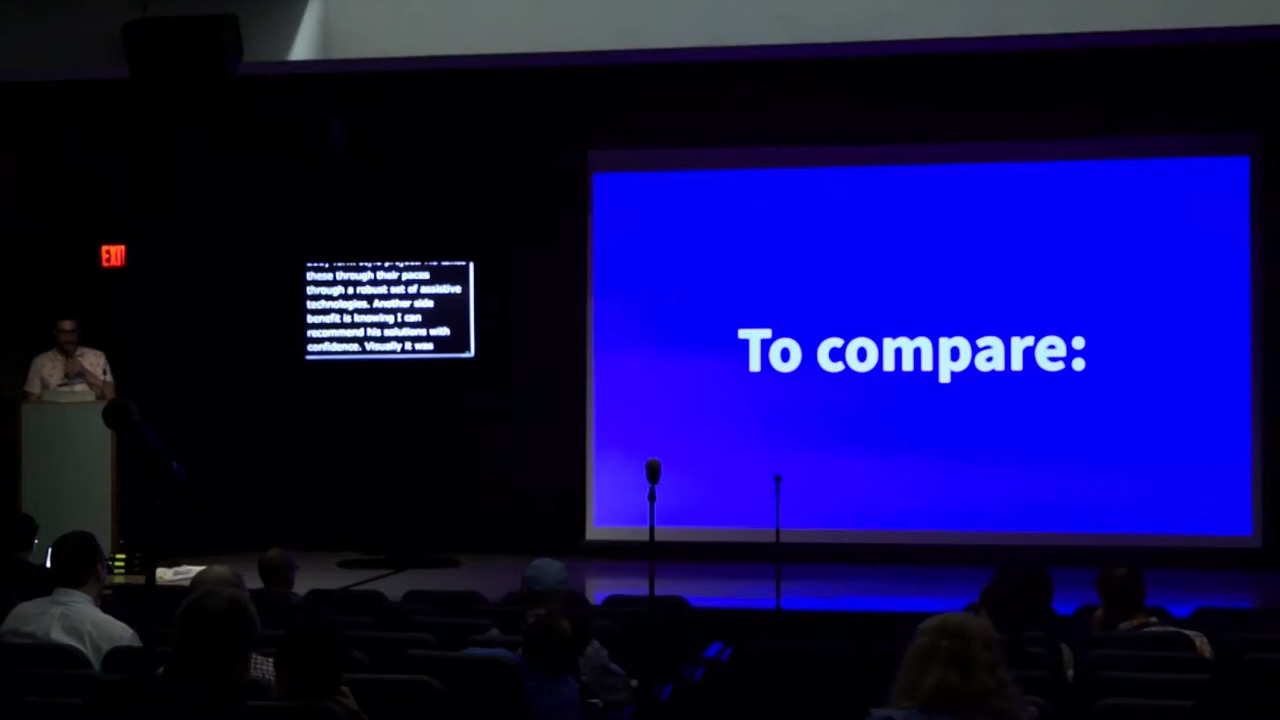 EXIT
these through their paces
through a robust set of assistive
technologies. Another side
benefit is knowing I can
recommend his solutions with
confidence. Visually it was
To compare: